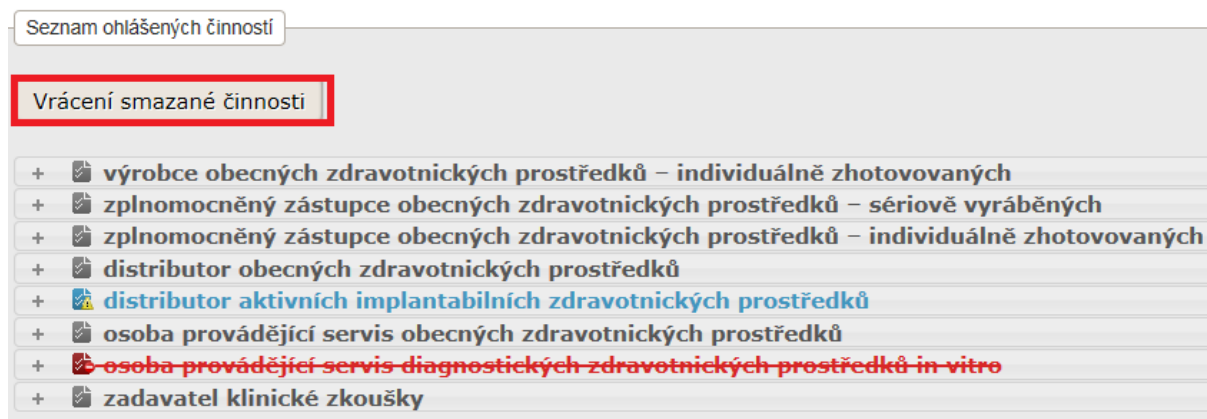 Seznam ohlášených činností
Vrácení smazané činnosti
+ výrobce obecných zdravotnických prostředků – individuálně zhotovovaných
+ zplnomocněný zástupce obecných zdravotnických prostředků – sériově vyráběných
+ zplnomocněný zástupce obecných zdravotnických prostředků – individuálně zhotovovaných
+ distributor obecných zdravotnických prostředků
+ distributor aktivních implantabilních zdravotnických prostředků
+ osoba provádějící servis obecných zdravotnických prostředků
+ osoba provádějící servis diagnostických zdravotnických prostředků in vitro
+ zadavatel klinické zkoušky